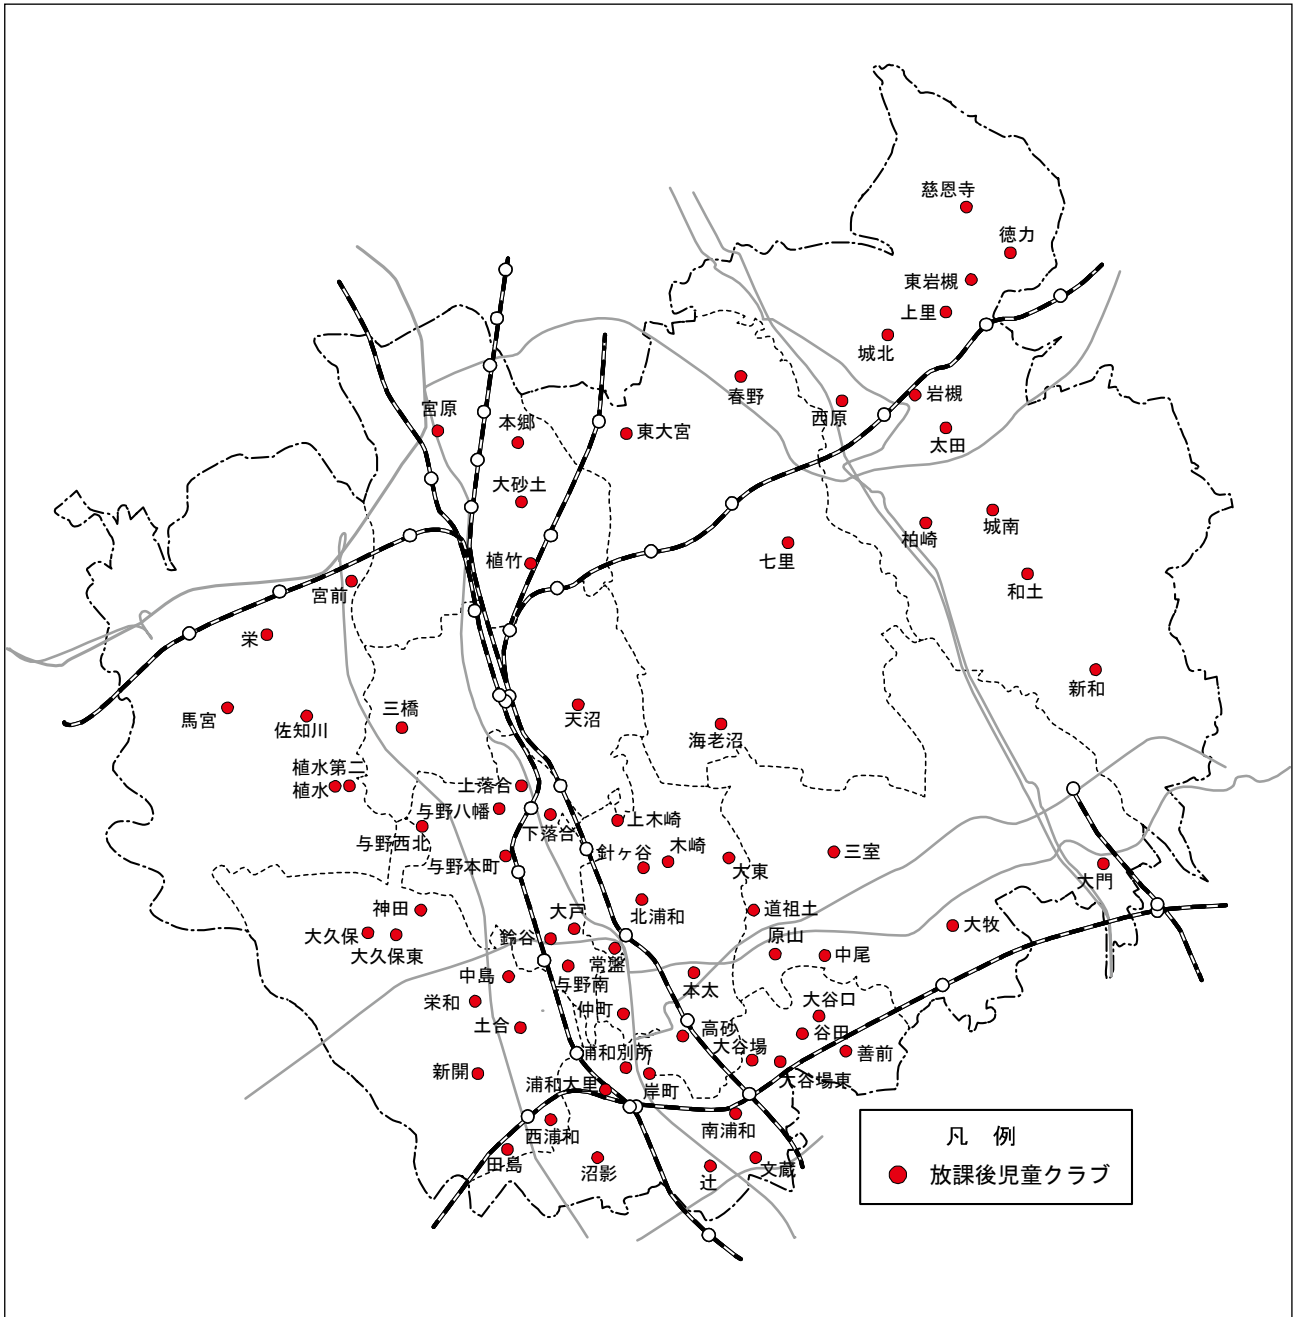 慈恩寺
徳力
東岩槻
上里
城北
春野
西原
岩槻
太田
宮原
本郷
東大宮
大砂土
植竹
七里
柏崎
城南
和土
宮前
栄
新和
馬宮
佐知川
三橋
天沼
海老沼
植水第二
植水
上落合
与野八幡
下落合
上木崎
与野西北
与野本町
針ヶ谷
木崎
大東
三室
大門
神田
大戸
北浦和
道祖土
大牧
大久保
大久保東
鈴谷
常盤
原山
中尾
中島
与野南
本太
栄和
仲町
大谷口
土合
高砂
谷田
浦和別所
大谷場
善前
新開
浦和大里
岸町
大谷場東
西浦和
南浦和
田島
沼影
辻
文蔵
凡 例
放課後児童クラブ